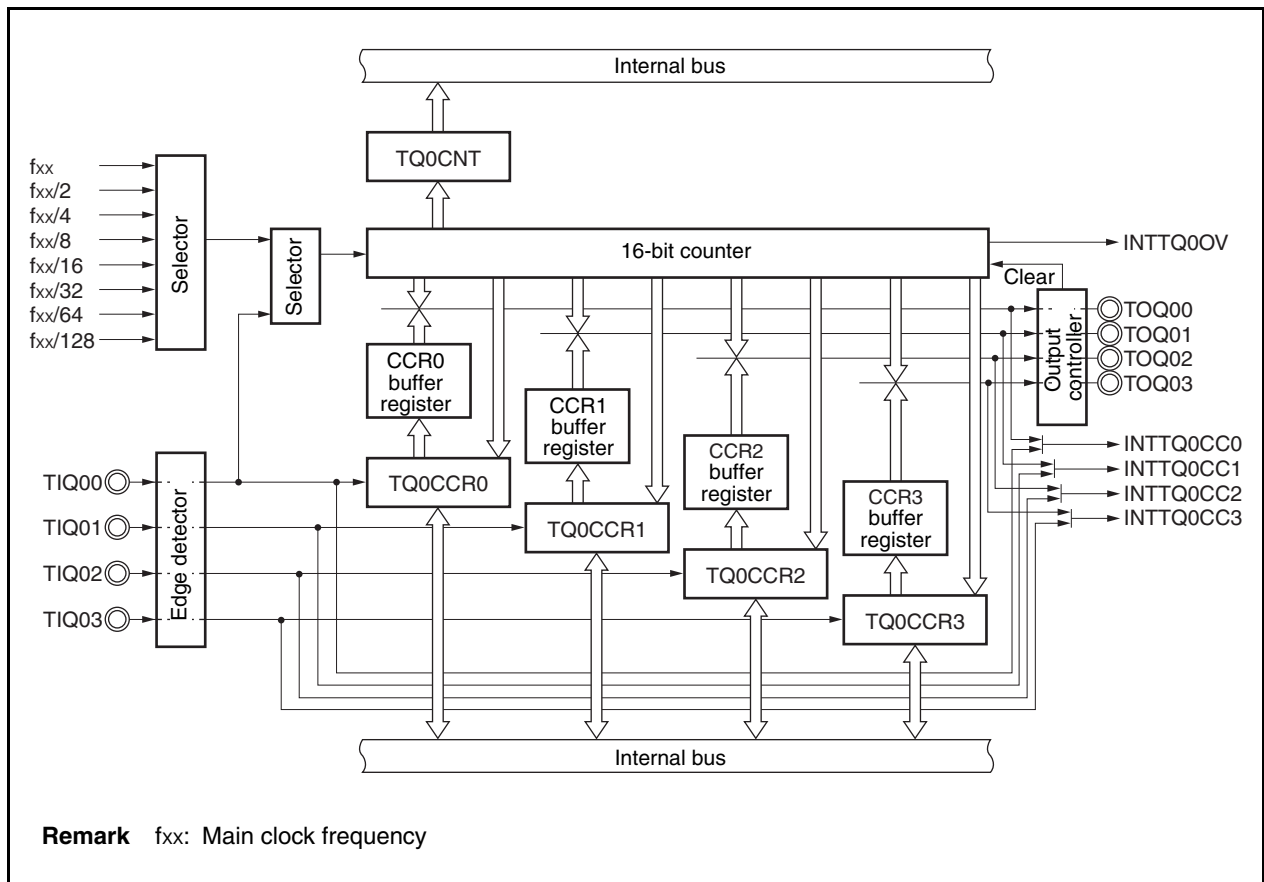 Internal bus
TQ0CNT
fxx
fxx/2
fxx/4
fxx/8
fxx/16
fxx/32
fxx/64
fxx/128
Selector
Selector
16-bit counter
INTTQ0OV
Clear
Output
controller
TOQ00
TOQ01
TOQ02
TOQ03
CCR0
buffer
register
CCR1
buffer
register
CCR2
buffer
register
CCR3
buffer
register
INTTQ0CC0
INTTQ0CC1
INTTQ0CC2
INTTQ0CC3
TIQ00
TIQ01
TIQ02
TIQ03
Edge detector
TQ0CCR0
TQ0CCR1
TQ0CCR2
TQ0CCR3
Internal bus
Remark fxx: Main clock frequency